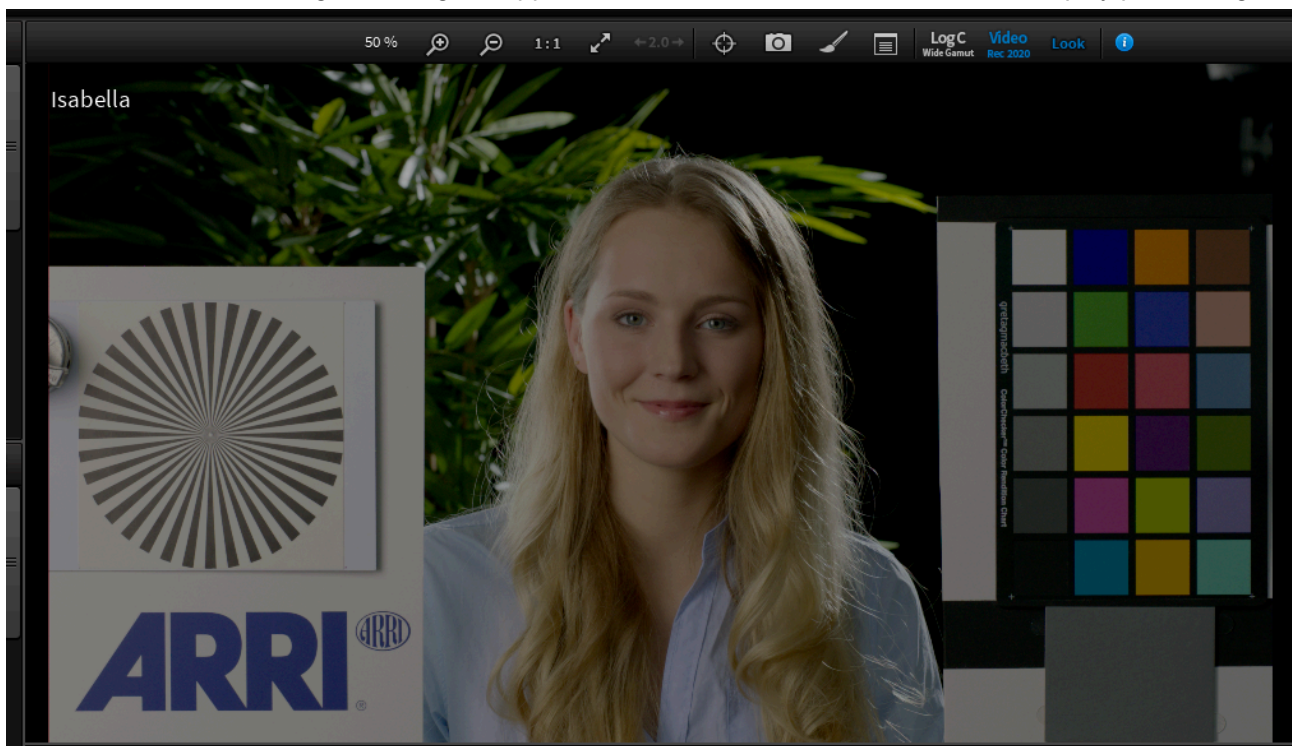 50 %
1:1
←2.0→
Log C
Wide Gamut
Video
Rec 2020
Look
i
Isabella
gretagmacbeth
ColorChecker™ Color Rendition Chart
ARRI
ARRI
®
®